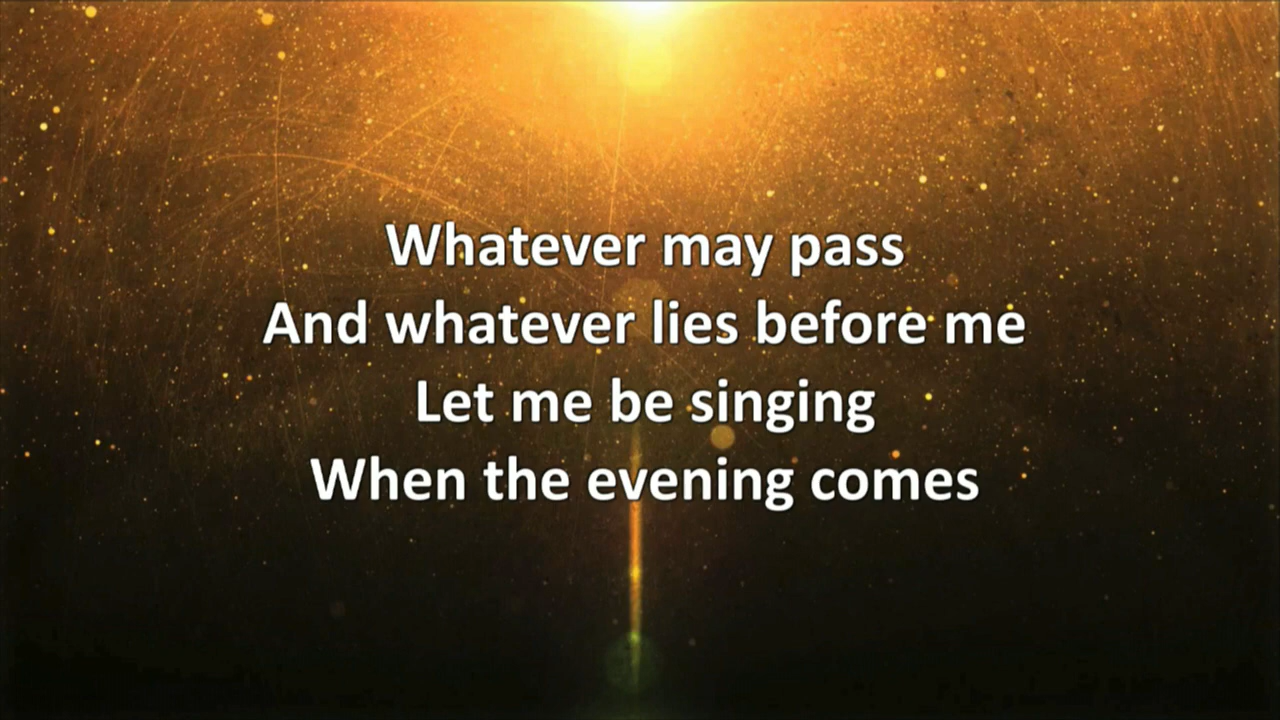 Whatever may pass
And whatever lies before me
Let me be singing
When the evening comes